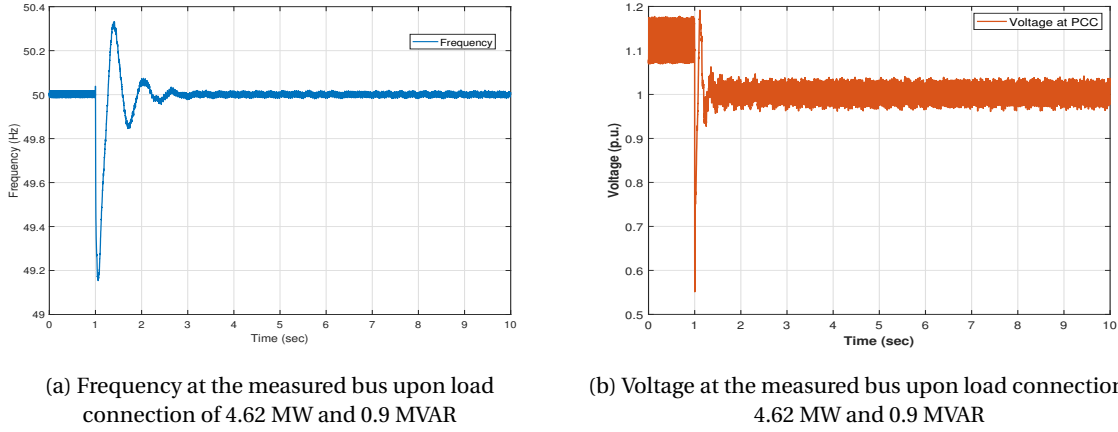 50.4
50.2
50
49.8
49.6
49.4
49.2
49
Frequency (Hz)
Frequency
0 1 2 3 4 5 6 7 8 9 10
Time (sec)
1.2
1.1
1
0.9
0.8
0.7
0.6
0.5
Voltage (p.u.)
Voltage at PCC
0 1 2 3 4 5 6 7 8 9 10
Time (sec)
(a) Frequency at the measured bus upon load
connection of 4.62 MW and 0.9 MVAR
(b) Voltage at the measured bus upon load connection
4.62 MW and 0.9 MVAR